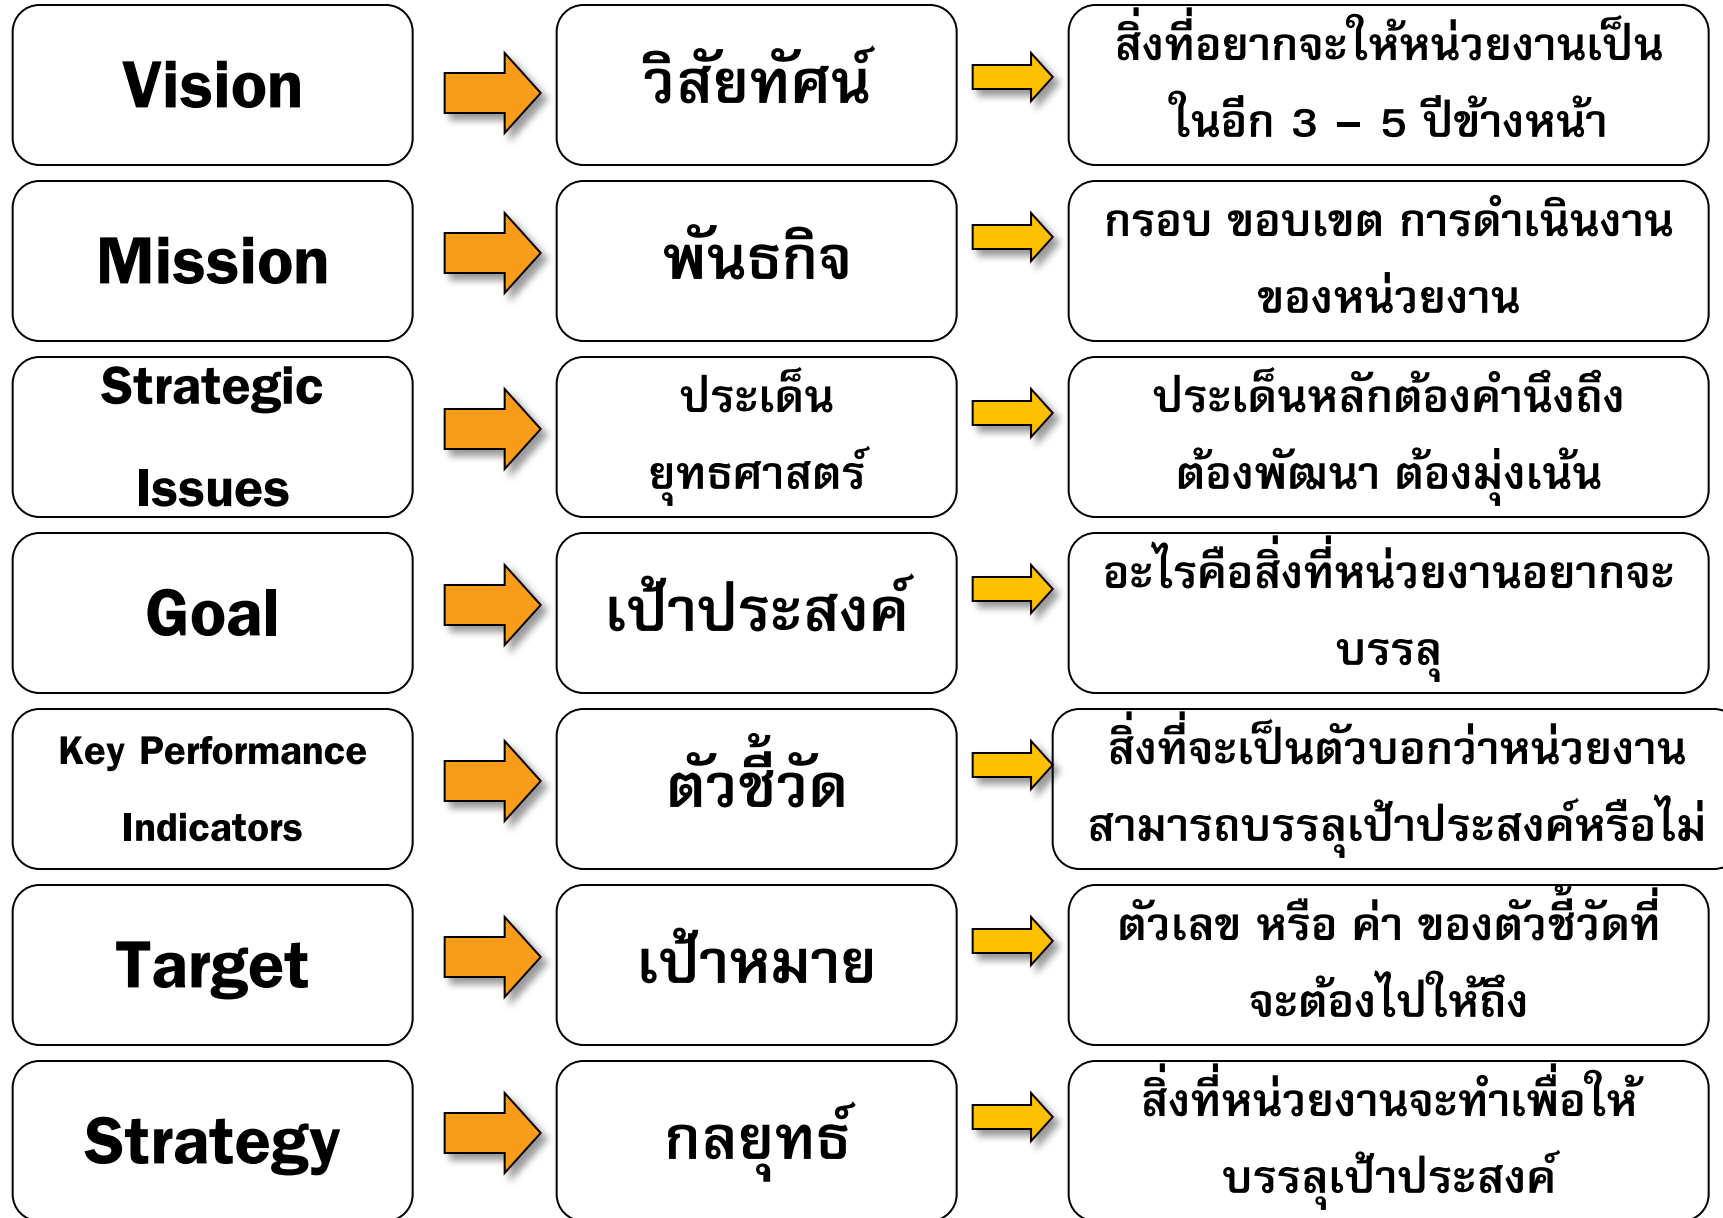 Vision
วิสัยทัศน์
สิ่งที่อยากจะให้หน่วยงานเป็น
ในอีก 3 – 5 ปีข้างหน้า
Mission
พันธกิจ
กรอบ ขอบเขต การดำเนินงาน
ของหน่วยงาน
Strategic
Issues
ประเด็น
ยุทธศาสตร์
ประเด็นหลักต้องคำนึงถึง
ต้องพัฒนา ต้องมุ่งเน้น
Goal
เป้าประสงค์
อะไรคือสิ่งที่หน่วยงานอยากจะ
บรรลุ
Key Performance
Indicators
ตัวชี้วัด
สิ่งที่จะเป็นตัวบอกว่าหน่วยงาน
สามารถบรรลุเป้าประสงค์หรือไม่
Target
เป้าหมาย
ตัวเลข หรือ ค่า ของตัวชี้วัดที่
จะต้องไปให้ถึง
Strategy
กลยุทธ์
สิ่งที่หน่วยงานจะทำเพื่อให้
บรรลุเป้าประสงค์